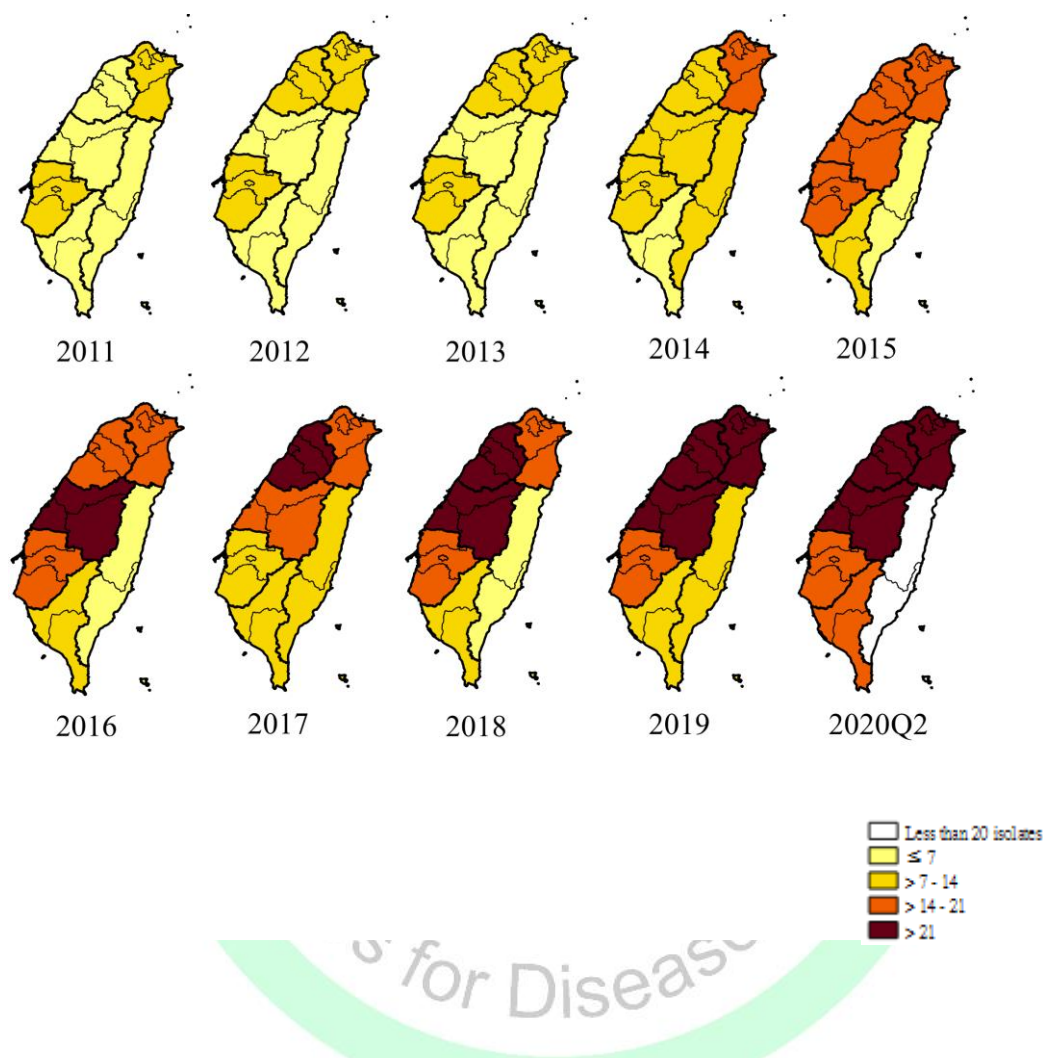 2011 2012 2013 2014 2015
2016 2017 2018 2019 2020Q2
Less than 20 isolates
≤ 7
> 7 - 14
> 14 - 21
> 21
s for Disease